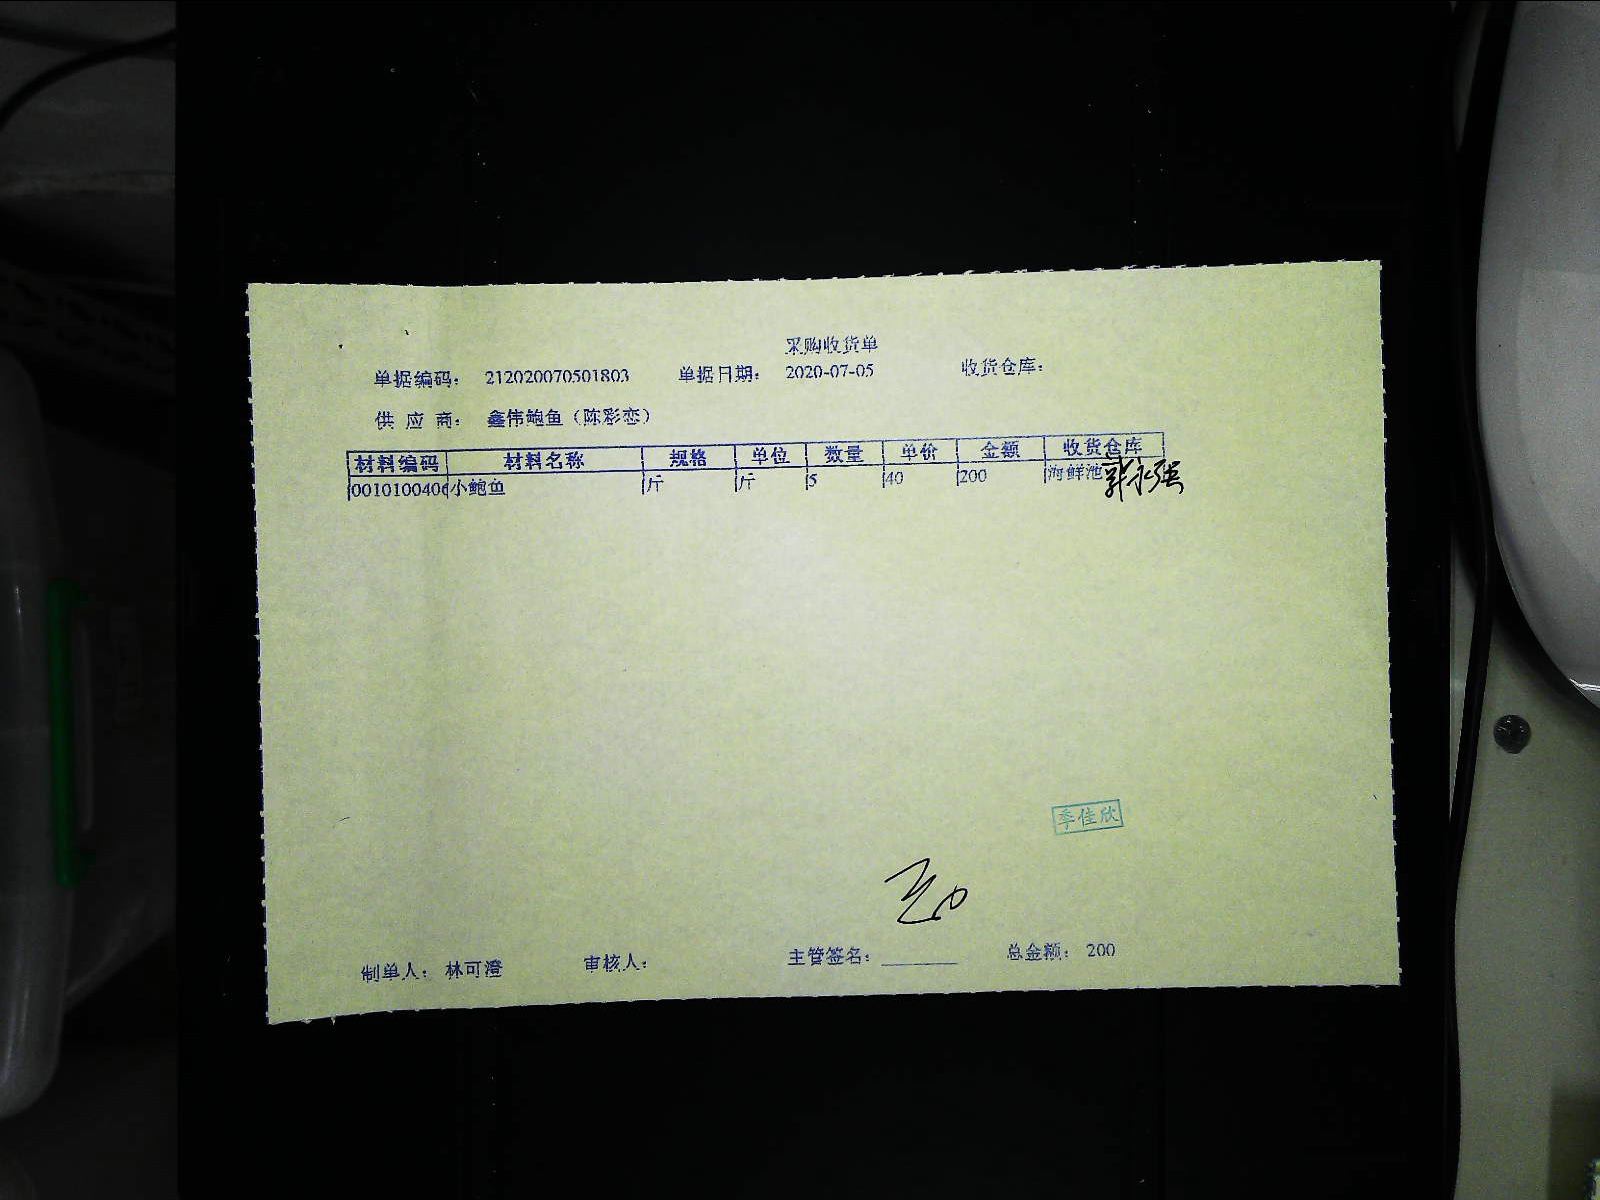 采购收货单
单据编码： 212020070501803 单据日期： 2020-07-05 收货仓库：
供 应 商： 鑫伟鲍鱼（陈彩恋）
材料编码 材料名称 规格 单位 数量 单价 金额 收货仓库
0010100406 小鲍鱼 斤 斤 5 40 200 海鲜池
季佳欣
制单人： 林可澄 审核人： 主管签名：________ 总金额： 200